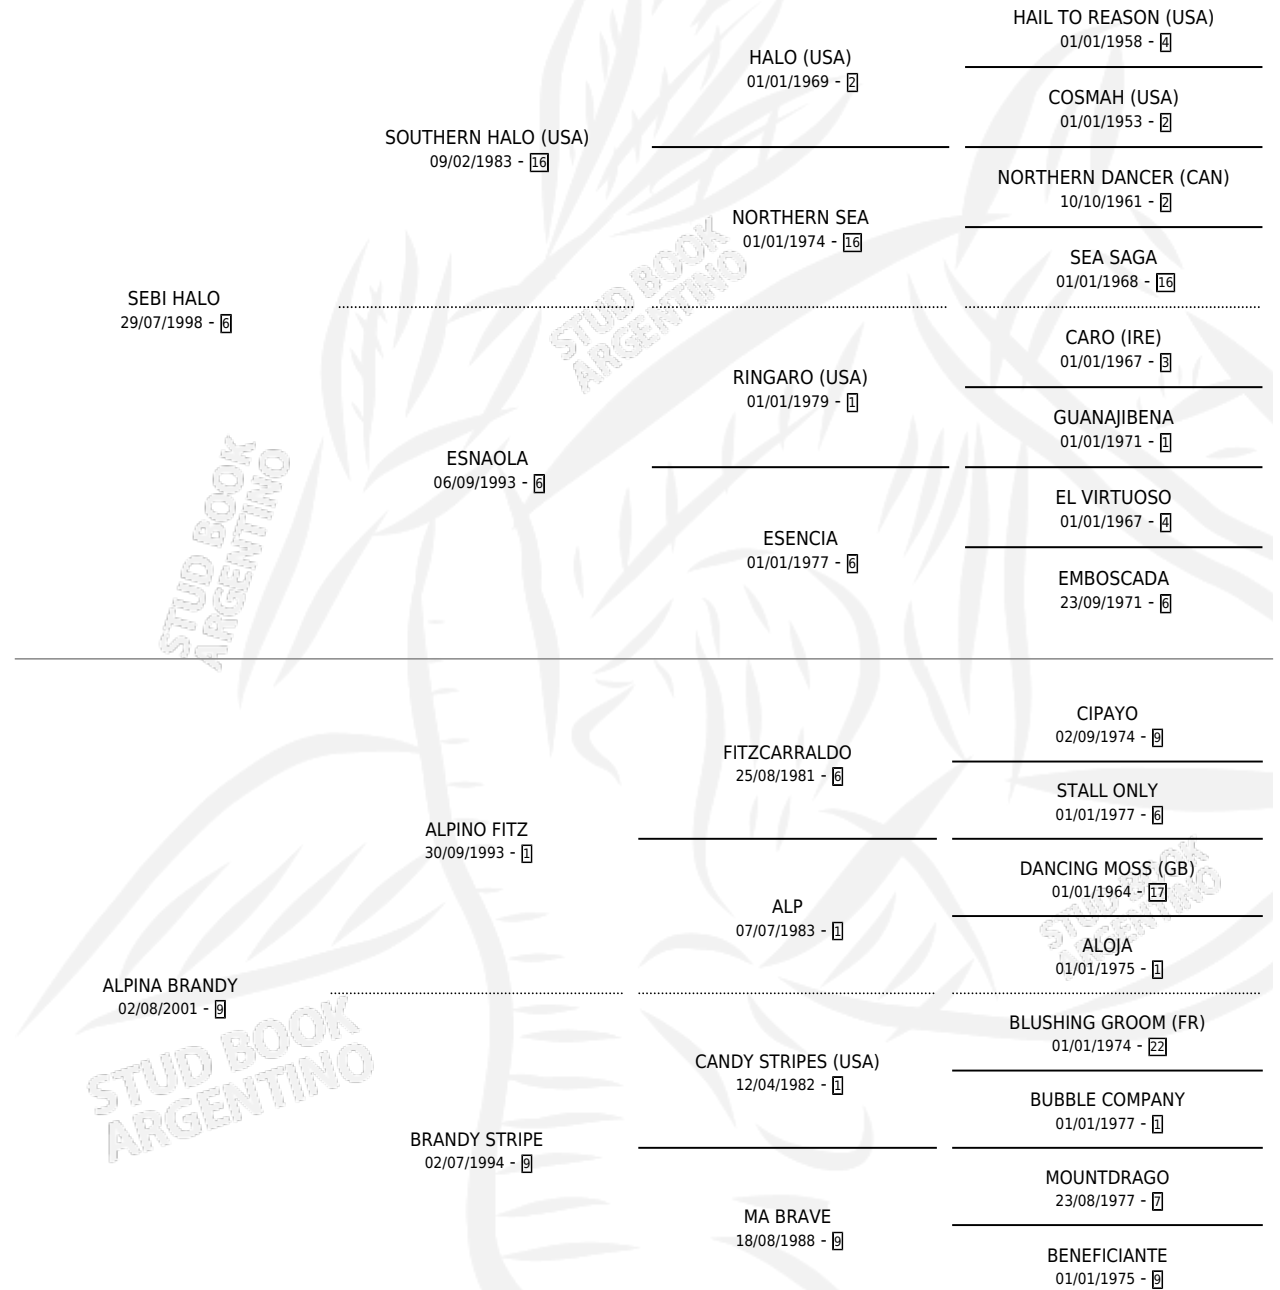 HAIL TO REASON (USA)
01/01/1958 - 4
HALO (USA)
01/01/1969 - 2
COSMAH (USA)
01/01/1953 - 2
SOUTHERN HALO (USA)
09/02/1983 - 16
NORTHERN DANCER (CAN)
10/10/1961 - 2
NORTHERN SEA
01/01/1974 - 16
SEA SAGA
01/01/1968 - 16
SEBI HALO
29/07/1998 - 6
CARO (IRE)
01/01/1967 - 3
RINGARO (USA)
01/01/1979 - 1
GUANAJIBENA
01/01/1971 - 1
ESNAOLA
06/09/1993 - 6
EL VIRTUOSO
01/01/1967 - 4
ESENCIA
01/01/1977 - 6
EMBOSCADA
23/09/1971 - 6
STUD BOOK
ARGENTINO
STUD BOOK
ARGENTINO
CIPAYO
02/09/1974 - 9
FITZCARRALDO
25/08/1981 - 6
STALL ONLY
01/01/1977 - 6
ALPINO FITZ
30/09/1993 - 1
DANCING MOSS (GB)
01/01/1964 - 17
ALP
07/07/1983 - 1
ALOJA
01/01/1975 - 1
STUD BOOK
ARGENTINO
ALPINA BRANDY
02/08/2001 - 9
BLUSHING GROOM (FR)
01/01/1974 - 22
CANDY STRIPES (USA)
12/04/1982 - 1
BUBBLE COMPANY
01/01/1977 - 1
BRANDY STRIPE
02/07/1994 - 9
MOUNTDRAGO
23/08/1977 - 7
MA BRAVE
18/08/1988 - 9
BENEFICIANTE
01/01/1975 - 9
STUD BOOK
ARGENTINO